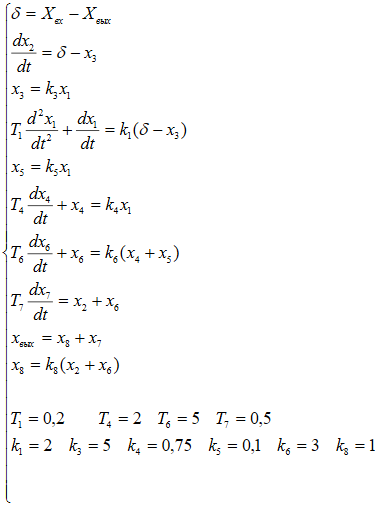 δ = X_вх − X_вых
dx₂/dt = δ − x₃
x₃ = k₃x₁
T₁ d²x₁/dt² + dx₁/dt = k₁(δ − x₃)
x₅ = k₅x₁
T₄ dx₄/dt + x₄ = k₄x₁
T₆ dx₆/dt + x₆ = k₆(x₄ + x₅)
T₇ dx₇/dt = x₂ + x₆
x_вых = x₈ + x₇
x₈ = k₈(x₂ + x₆)
T₁ = 0,2 T₄ = 2 T₆ = 5 T₇ = 0,5
k₁ = 2 k₃ = 5 k₄ = 0,75 k₅ = 0,1 k₆ = 3 k₈ = 1